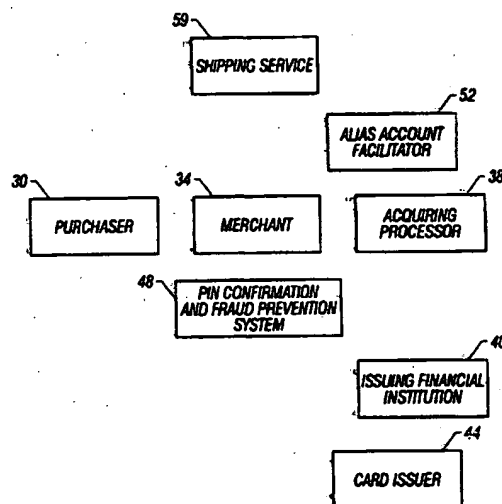 59
SHIPPING SERVICE
52
ALIAS ACCOUNT
FACILITATOR
30
PURCHASER
34
MERCHANT
38
ACQUIRING
PROCESSOR
48
PIN CONFIRMATION
AND FRAUD PREVENTION
SYSTEM
ISSUING FINANCIAL
INSTITUTION
44
CARD ISSUER